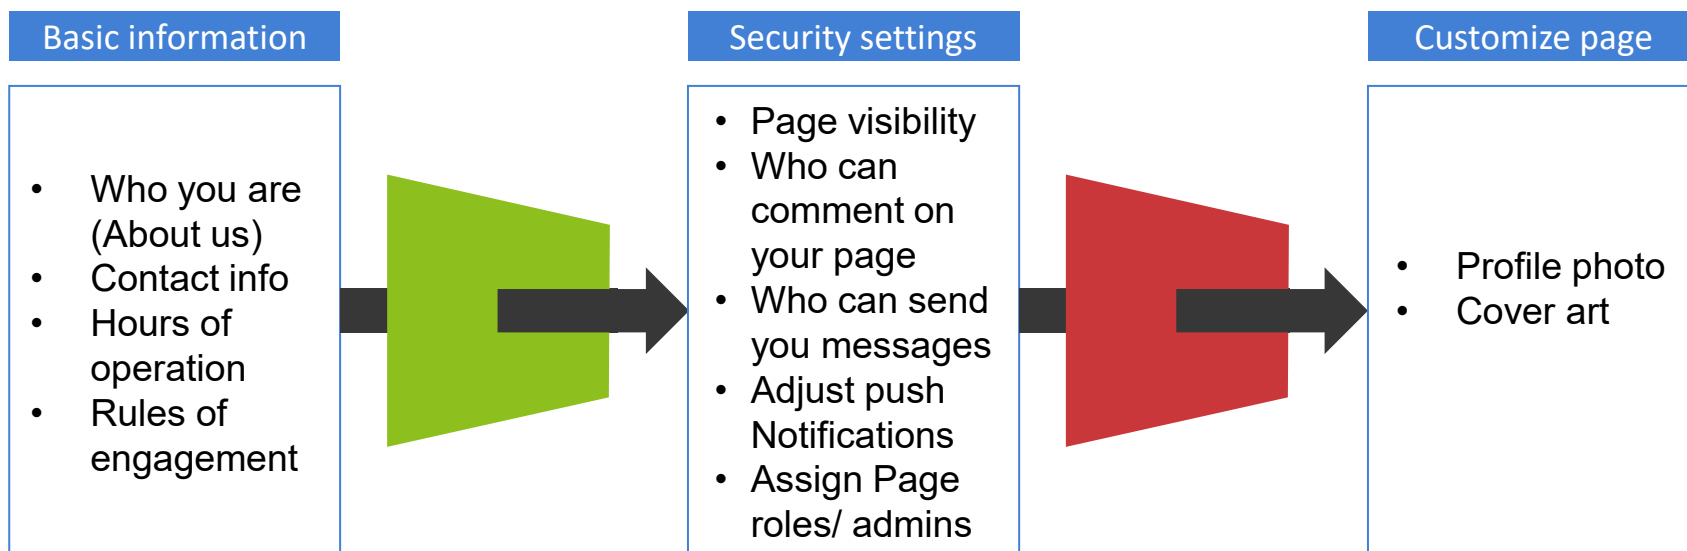 Basic information
• Who you are
(About us)
• Contact info
• Hours of
operation
• Rules of
engagement
Security settings
• Page visibility
• Who can
comment on
your page
• Who can send
you messages
• Adjust push
Notifications
• Assign Page
roles/ admins
Customize page
• Profile photo
• Cover art